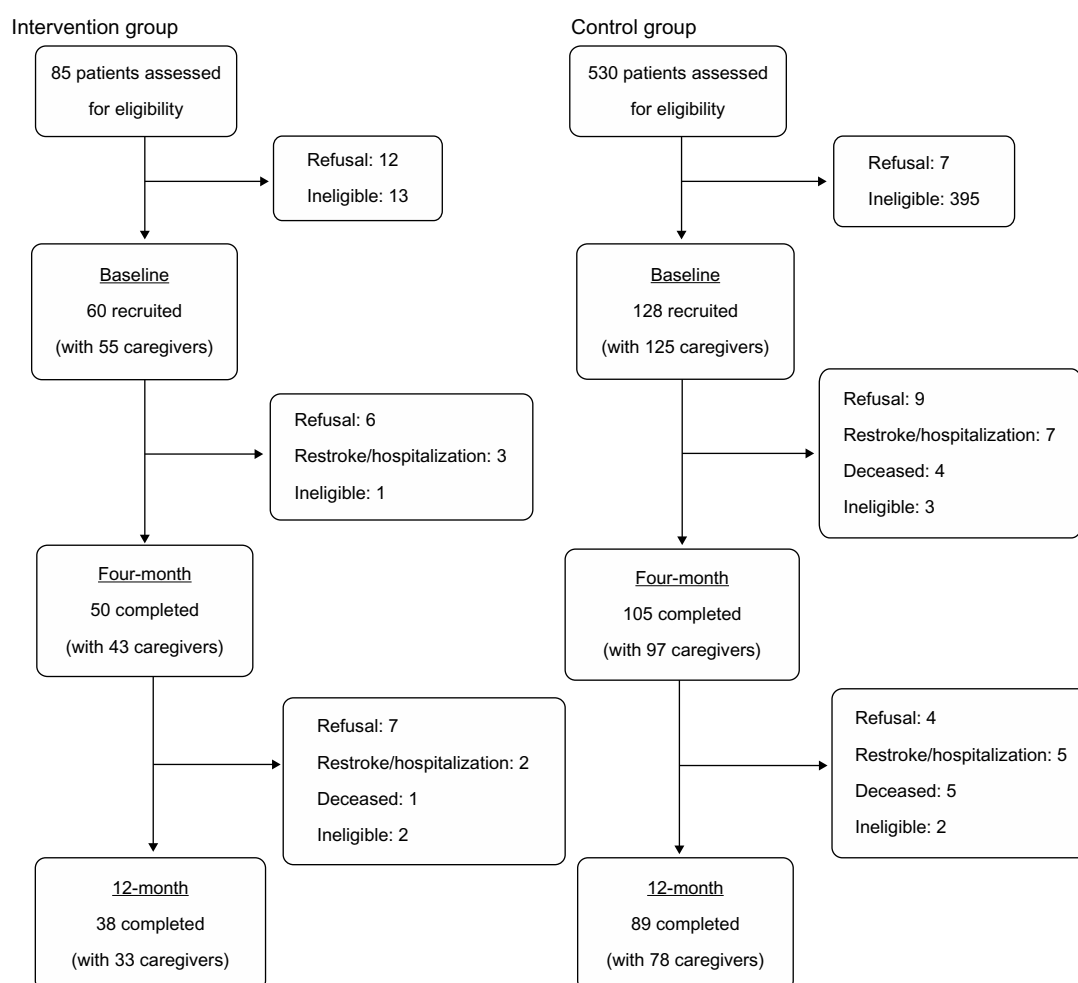 Intervention group
85 patients assessed
for eligibility
Refusal: 12
Ineligible: 13
Baseline
60 recruited
(with 55 caregivers)
Refusal: 6
Restroke/hospitalization: 3
Ineligible: 1
Four-month
50 completed
(with 43 caregivers)
Refusal: 7
Restroke/hospitalization: 2
Deceased: 1
Ineligible: 2
12-month
38 completed
(with 33 caregivers)
Control group
530 patients assessed
for eligibility
Refusal: 7
Ineligible: 395
Baseline
128 recruited
(with 125 caregivers)
Refusal: 9
Restroke/hospitalization: 7
Deceased: 4
Ineligible: 3
Four-month
105 completed
(with 97 caregivers)
Refusal: 4
Restroke/hospitalization: 5
Deceased: 5
Ineligible: 2
12-month
89 completed
(with 78 caregivers)